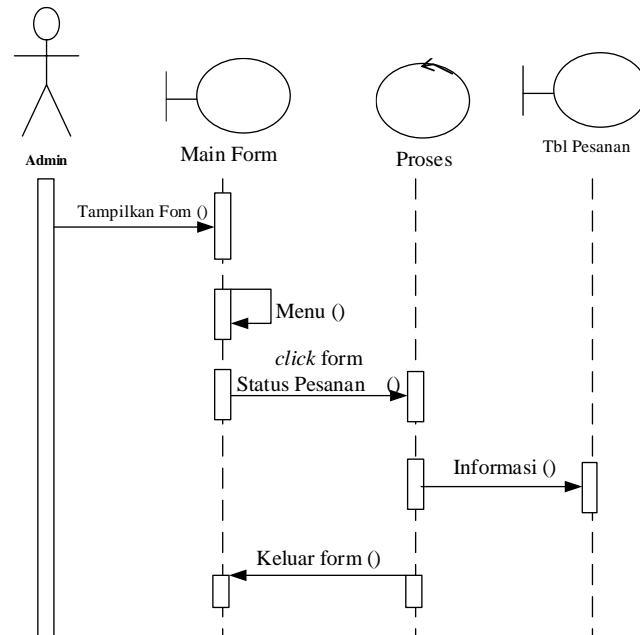 Admin
Main Form
Proses
Tbl Pesanan
Tampilkan Fom ()
Menu ()
click form
Status Pesanan ()
Informasi ()
Keluar form ()